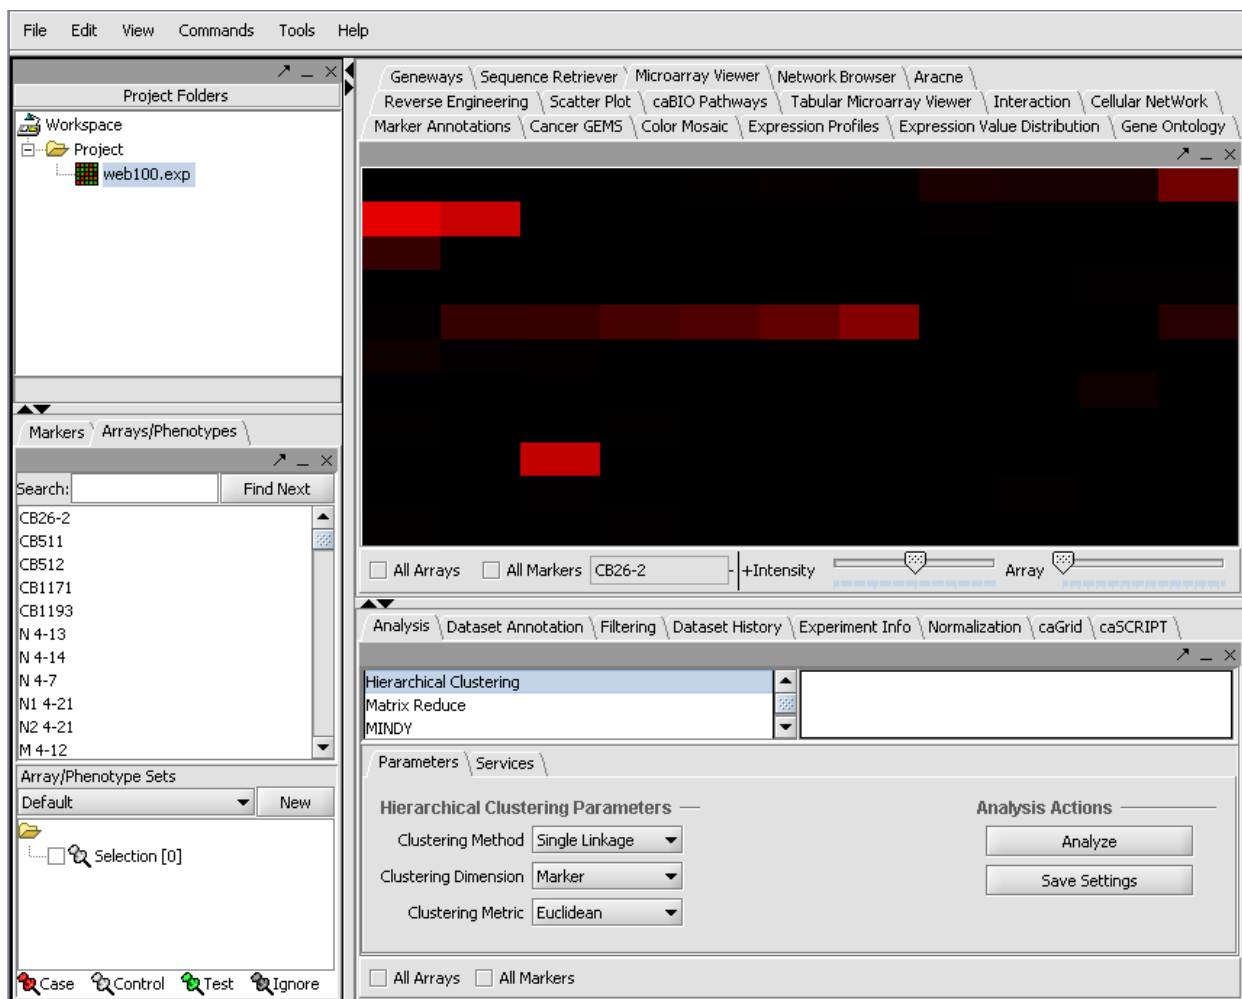 File Edit View Commands Tools Help
Project Folders
Workspace
Project
web100.exp
Markers Arrays/Phenotypes
Search: Find Next
CB26-2
CB511
CB512
CB1171
CB1193
N 4-13
N 4-14
N 4-7
N1 4-21
N2 4-21
M 4-12
Array/Phenotype Sets
Default New
Selection [0]
Case Control Test Ignore
Geneways Sequence Retriever Microarray Viewer Network Browser Aracne
Reverse Engineering Scatter Plot caBIO Pathways Tabular Microarray Viewer Interaction Cellular NetWork
Marker Annotations Cancer GEMS Color Mosaic Expression Profiles Expression Value Distribution Gene Ontology
All Arrays All Markers CB26-2 - +Intensity Array
Analysis Dataset Annotation Filtering Dataset History Experiment Info Normalization caGrid caSCRIPT
Hierarchical Clustering
Matrix Reduce
MINDY
Parameters Services
Hierarchical Clustering Parameters Analysis Actions
Clustering Method Single Linkage Analyze
Clustering Dimension Marker Save Settings
Clustering Metric Euclidean
All Arrays All Markers